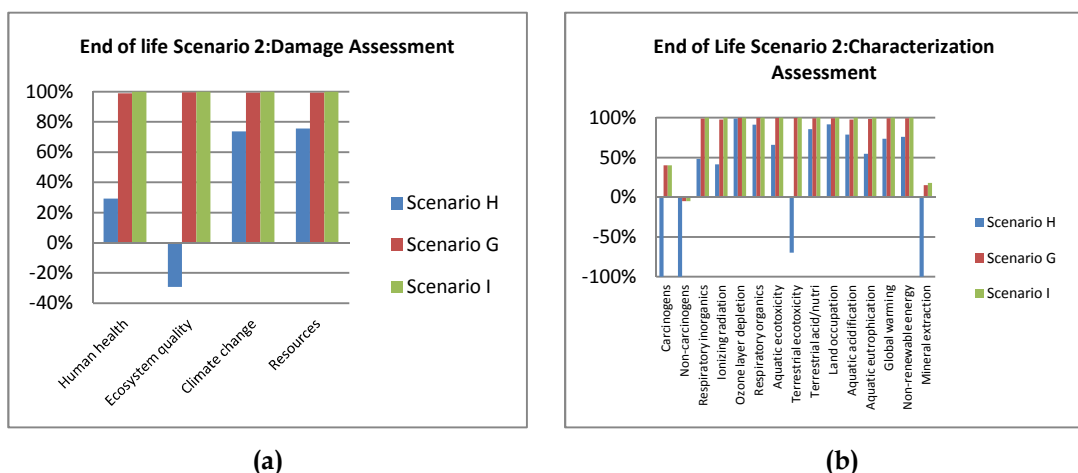 End of life Scenario 2:Damage Assessment
100%
80%
60%
40%
20%
0%
-20%
-40%
Human health
Ecosystem quality
Climate change
Resources
Scenario H
Scenario G
Scenario I
(a)
End of Life Scenario 2:Characterization
Assessment
100%
50%
0%
-50%
-100%
Carcinogens
Non-carcinogens
Respiratory inorganics
Ionizing radiation
Ozone layer depletion
Respiratory organics
Aquatic ecotoxicity
Terrestrial ecotoxicity
Terrestrial acid/nutri
Land occupation
Aquatic acidification
Aquatic eutrophication
Global warming
Non-renewable energy
Mineral extraction
Scenario H
Scenario G
Scenario I
(b)